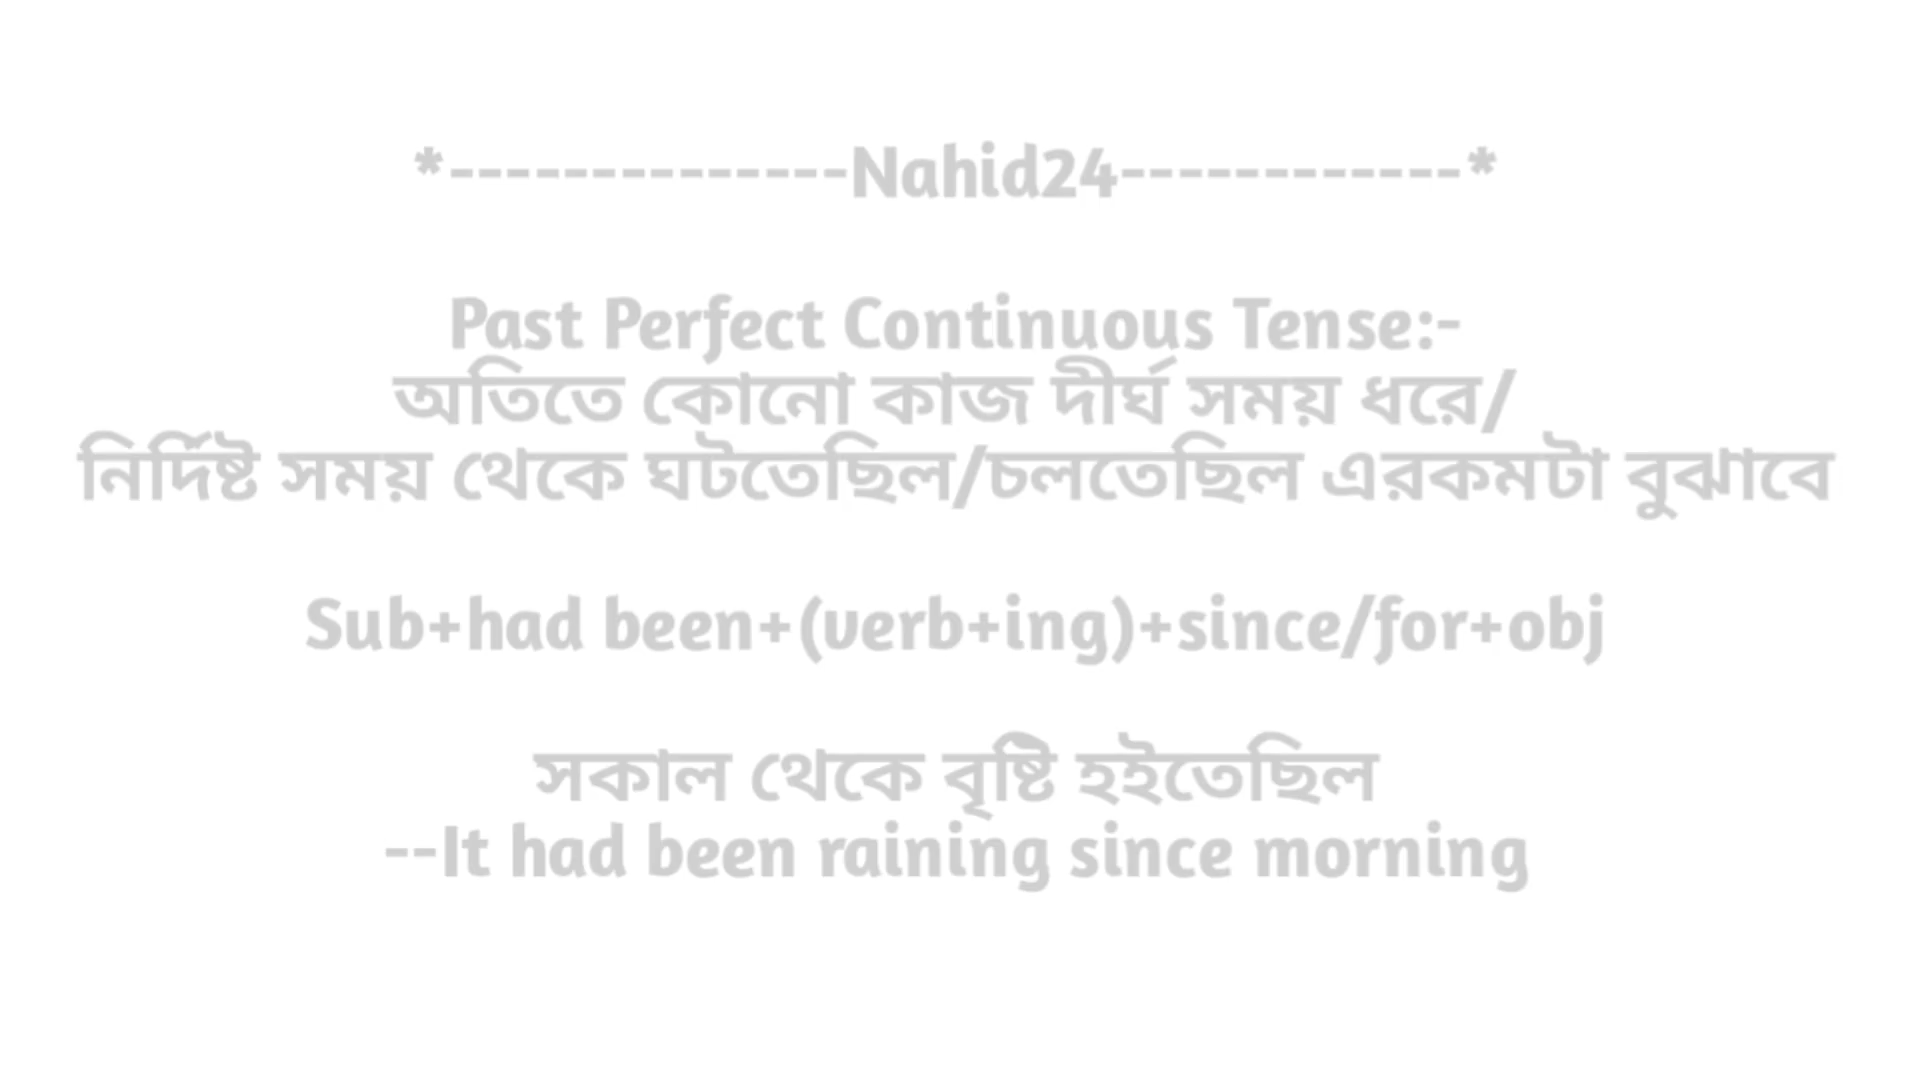 *--------------Nahid24------------*
Past Perfect Continuous Tense:-
অতিতে কোনো কাজ দীর্ঘ সময় ধরে/
নির্দিষ্ট সময় থেকে ঘটতেছিল/চলতেছিল এরকমটা বুঝাবে
Sub+had been+(verb+ing)+since/for+obj
সকাল থেকে বৃষ্টি হইতেছিল
--It had been raining since morning